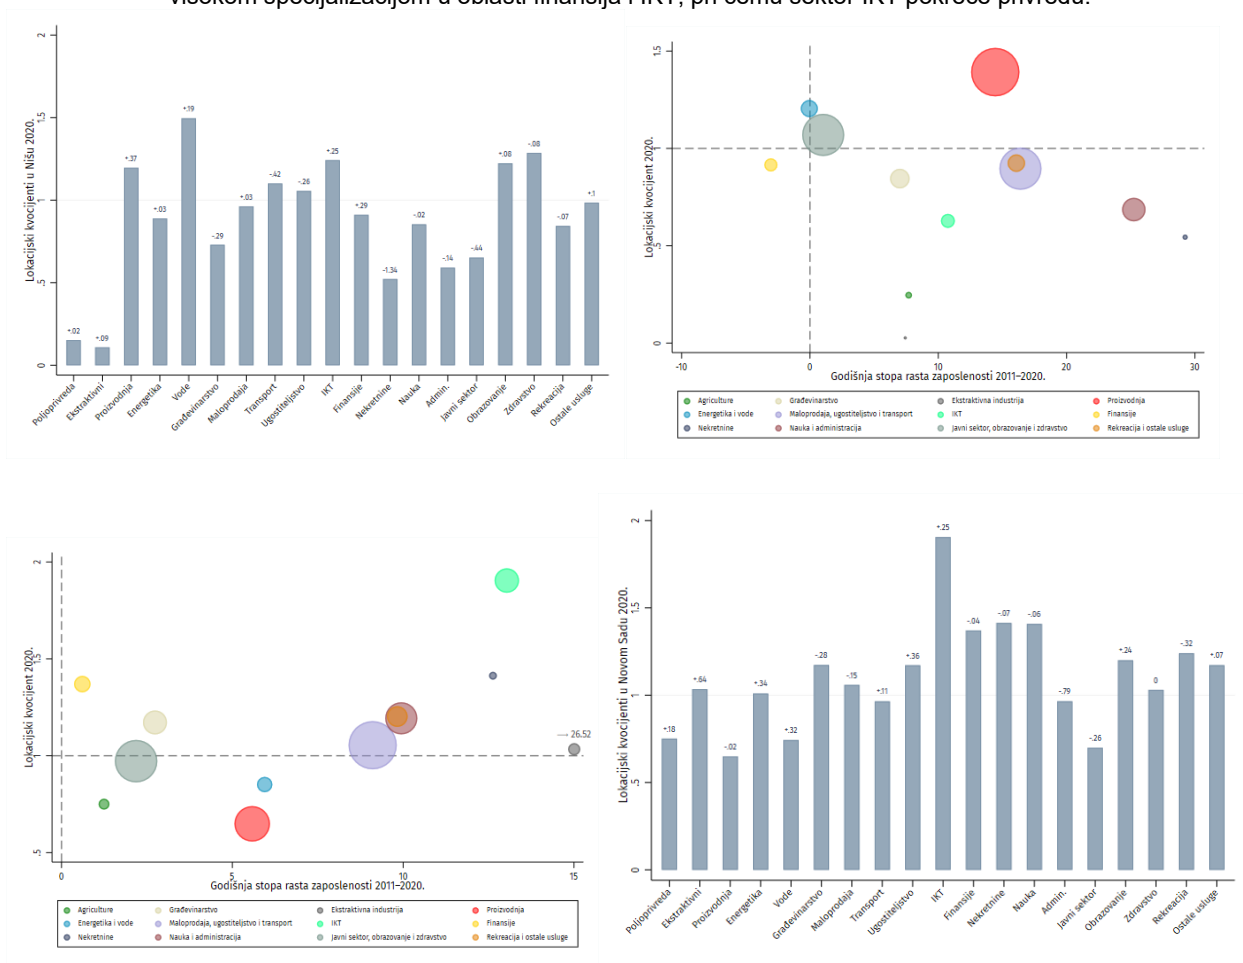 visokom specijalizacijom u oblasti finansija i IKT, pri čemu sektor IKT pokreće privredu.
Lokacijski kvocijenti u Nišu 2020.
2
1.5
1
.5
0
+.02
+.09
+.37
+.03
+.19
-.29
+.03
-.42
-.26
+.25
+.29
-1.34
-.02
-.14
-.44
+.08
-.08
-.07
+.1
Poljoprivreda
Ekstraktivni
Proizvodnja
Energetika
Vode
Građevinarstvo
Maloprodaja
Transport
Ugostiteljstvo
IKT
Finansije
Nekretnine
Nauka
Admin.
Javni sektor
Obrazovanje
Zdravstvo
Rekreacija
Ostale usluge
Lokacijski kvocijent 2020.
1.5
1
.5
0
-10
0
10
20
30
Godišnja stopa rasta zaposlenosti 2011–2020.
Agriculture
Građevinarstvo
Ekstraktivna industrija
Proizvodnja
Energetika i vode
Maloprodaja, ugostiteljstvo i transport
IKT
Finansije
Nekretnine
Nauka i administracija
Javni sektor, obrazovanje i zdravstvo
Rekreacija i ostale usluge
Lokacijski kvocijent 2020.
2
1.5
1
.5
26.52
0
5
10
15
Godišnja stopa rasta zaposlenosti 2011–2020.
Agriculture
Građevinarstvo
Ekstraktivna industrija
Proizvodnja
Energetika i vode
Maloprodaja, ugostiteljstvo i transport
IKT
Finansije
Nekretnine
Nauka i administracija
Javni sektor, obrazovanje i zdravstvo
Rekreacija i ostale usluge
Lokacijski kvocijenti u Novom Sadu 2020.
2
1.5
1
.5
0
+.18
+.64
-.02
+.34
+.32
-.28
-.15
+.11
+.36
+.25
-.04
-.07
-.06
-.79
-.26
+.24
0
-.32
+.07
Poljoprivreda
Ekstraktivni
Proizvodnja
Energetika
Vode
Građevinarstvo
Maloprodaja
Transport
Ugostiteljstvo
IKT
Finansije
Nekretnine
Nauka
Admin.
Javni sektor
Obrazovanje
Zdravstvo
Rekreacija
Ostale usluge